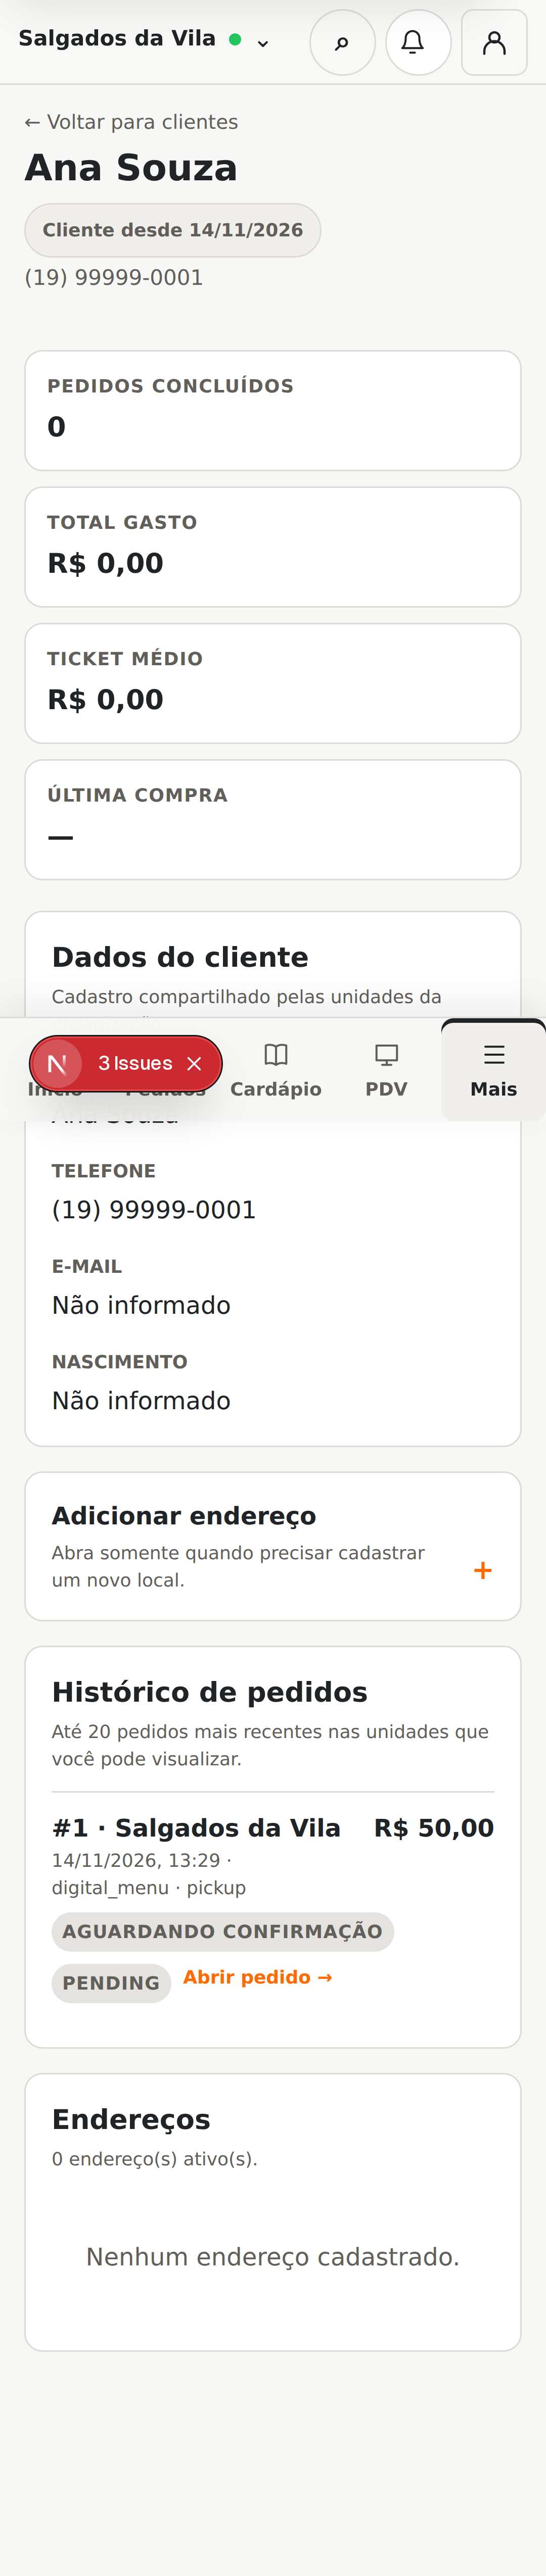 Salgados da Vila
← Voltar para clientes
Ana Souza
Cliente desde 14/11/2026
(19) 99999-0001
PEDIDOS CONCLUÍDOS
0
TOTAL GASTO
R$ 0,00
TICKET MÉDIO
R$ 0,00
ÚLTIMA COMPRA
—
Dados do cliente
Cadastro compartilhado pelas unidades da
3 Issues
Início Pedidos Cardápio PDV Mais
Ana Souza
TELEFONE
(19) 99999-0001
E-MAIL
Não informado
NASCIMENTO
Não informado
Adicionar endereço
Abra somente quando precisar cadastrar
um novo local.
+
Histórico de pedidos
Até 20 pedidos mais recentes nas unidades que
você pode visualizar.
#1 · Salgados da Vila R$ 50,00
14/11/2026, 13:29 ·
digital_menu · pickup
AGUARDANDO CONFIRMAÇÃO
PENDING Abrir pedido →
Endereços
0 endereço(s) ativo(s).
Nenhum endereço cadastrado.